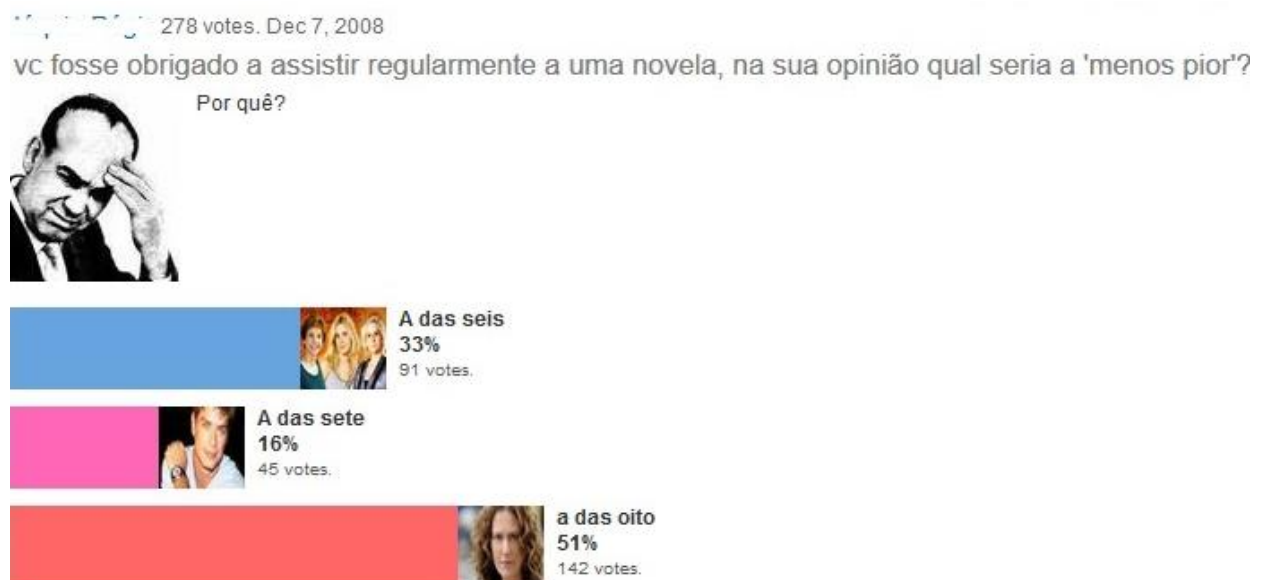 278 votes. Dec 7, 2008
vc fosse obrigado a assistir regularmente a uma novela, na sua opinião qual seria a 'menos pior'?
Por quê?
A das seis
33%
91 votes.
A das sete
16%
45 votes.
a das oito
51%
142 votes.